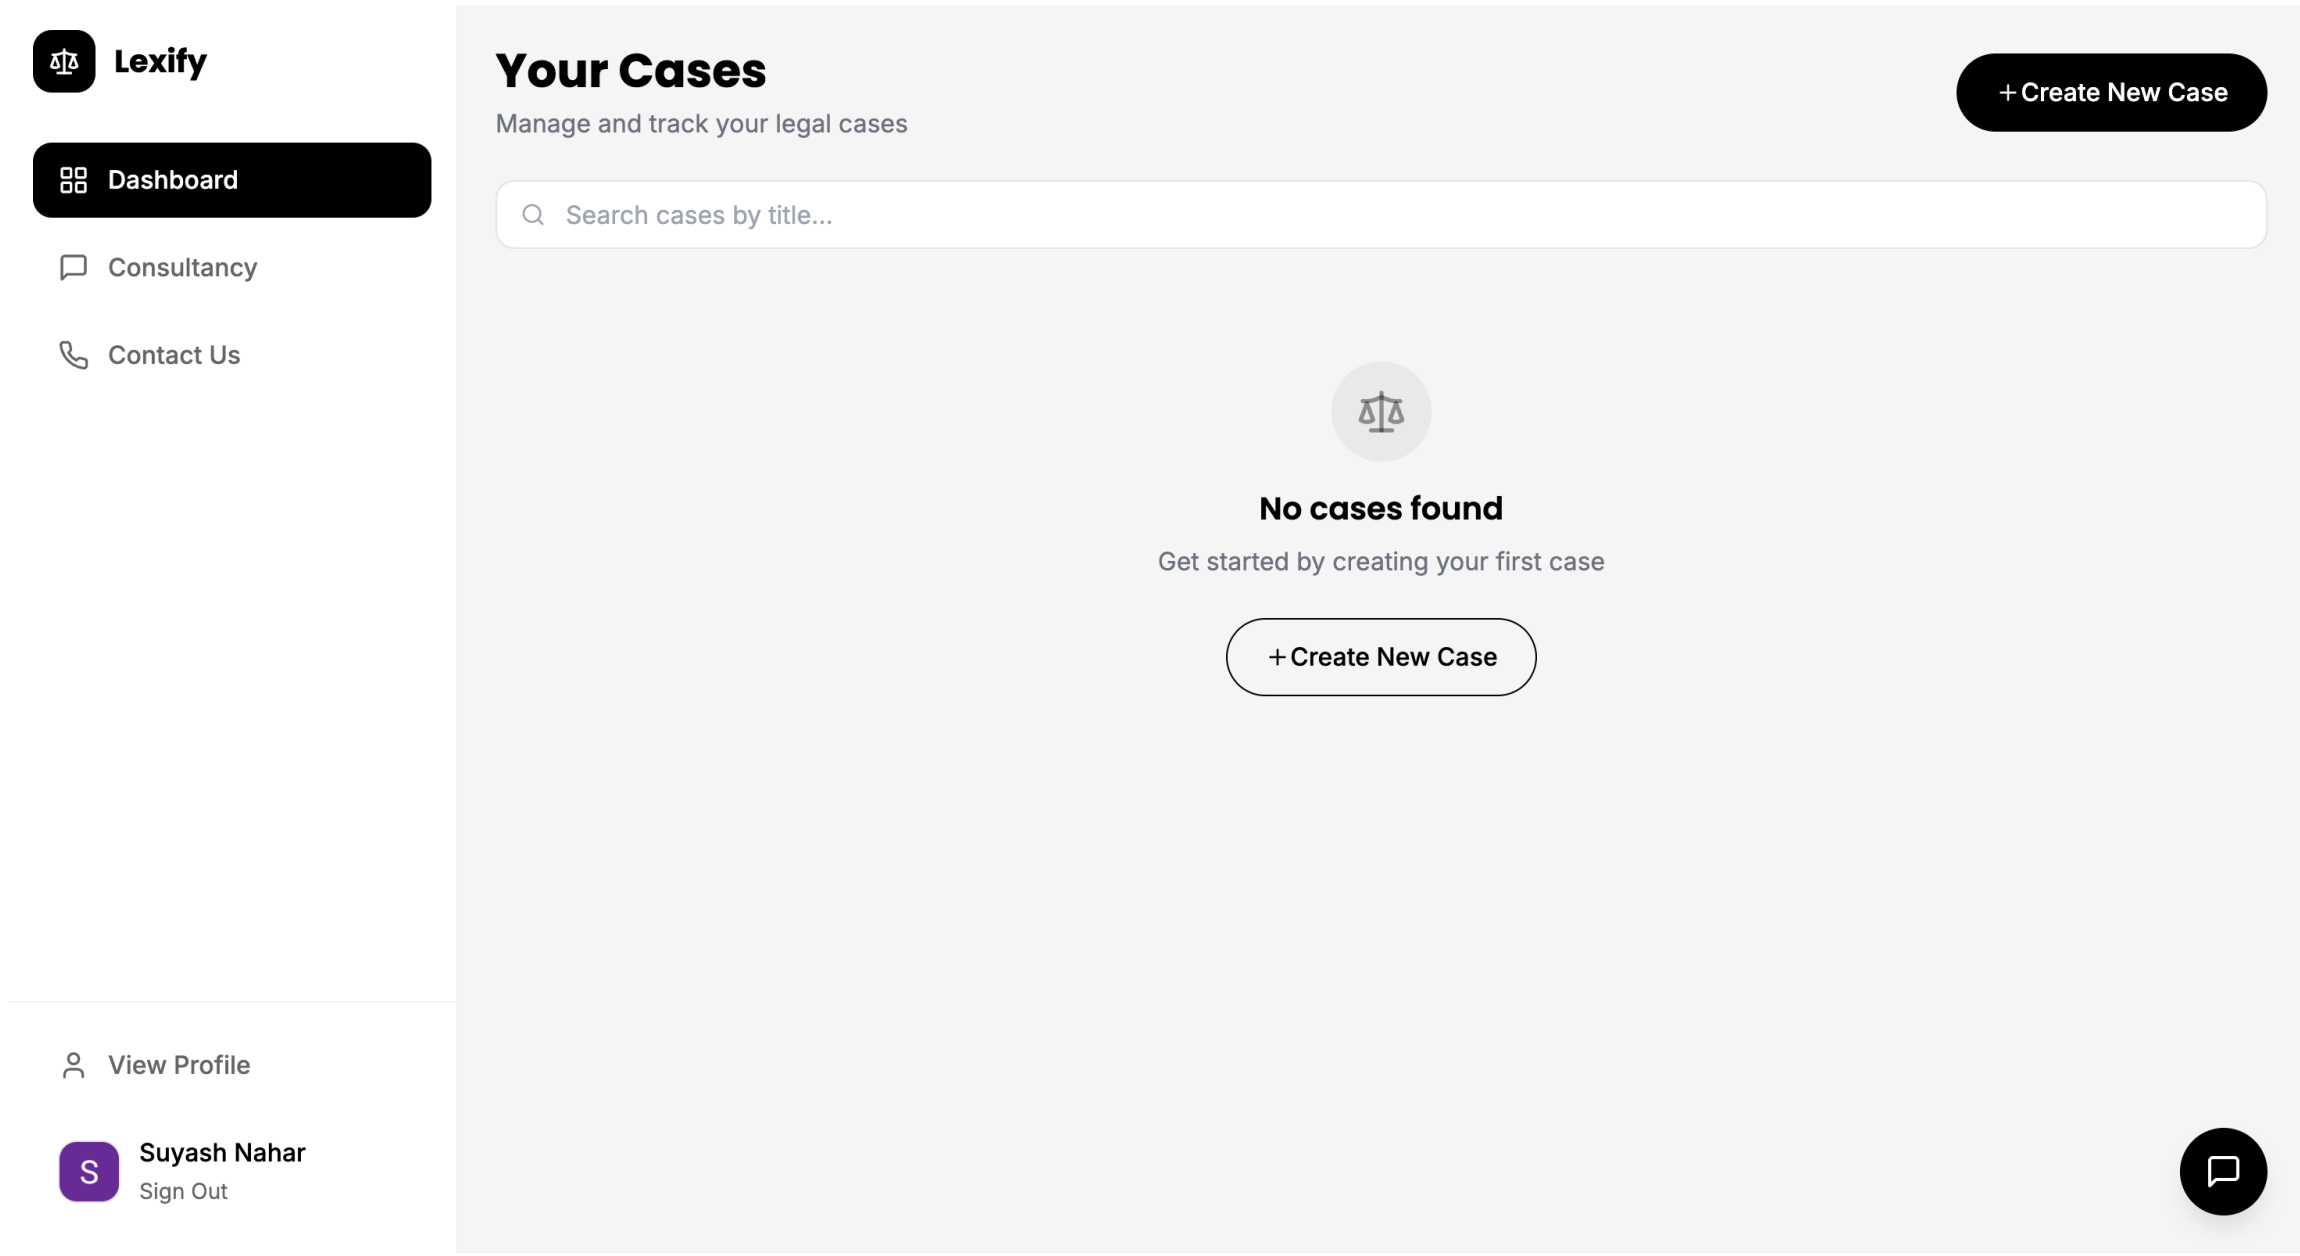 Lexify
Dashboard
Consultancy
Contact Us
View Profile
S
Suyash Nahar
Sign Out
Your Cases
Manage and track your legal cases
+Create New Case
Search cases by title...
No cases found
Get started by creating your first case
+Create New Case